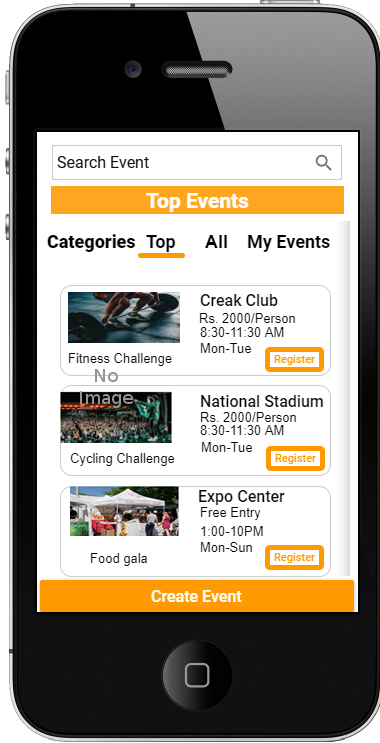 Search Event
Top Events
Categories Top All My Events
Creak Club
Rs. 2000/Person
8:30-11:30 AM
Mon-Tue
Fitness Challenge
Register
No
Image
National Stadium
Rs. 2000/Person
8:30-11:30 AM
Mon-Tue
Cycling Challenge
Register
Expo Center
Free Entry
1:00-10PM
Mon-Sun
Food gala
Register
Create Event